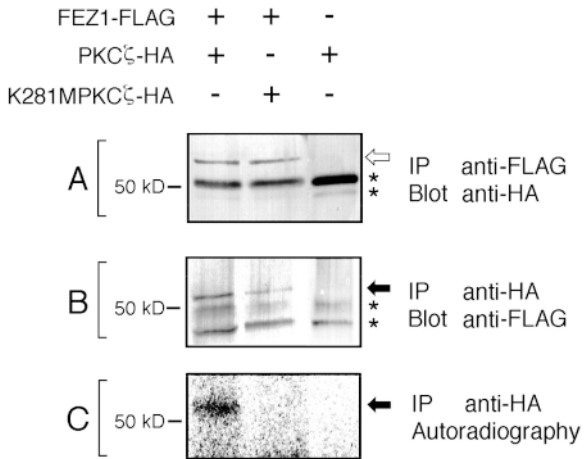 FEZ1-FLAG + + -
PKCζ-HA + - +
K281MPKCζ-HA - + -
A 50 kD * * IP anti-FLAG
Blot anti-HA
B 50 kD * * IP anti-HA
Blot anti-FLAG
C 50 kD IP anti-HA
Autoradiography